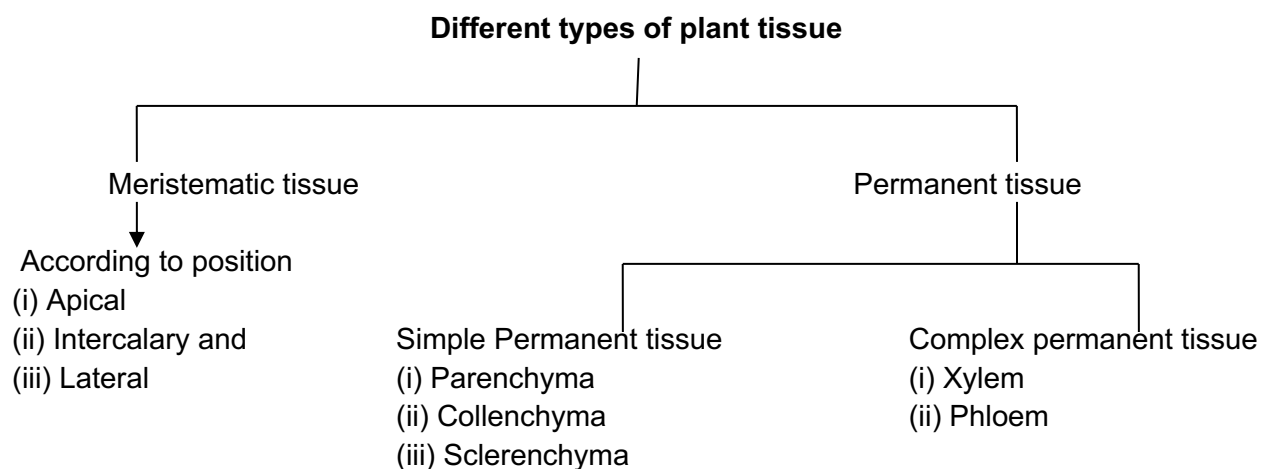 Different types of plant tissue
Meristematic tissue
Permanent tissue
According to position
(i) Apical
(ii) Intercalary and
(iii) Lateral
Simple Permanent tissue
(i) Parenchyma
(ii) Collenchyma
(iii) Sclerenchyma
Complex permanent tissue
(i) Xylem
(ii) Phloem